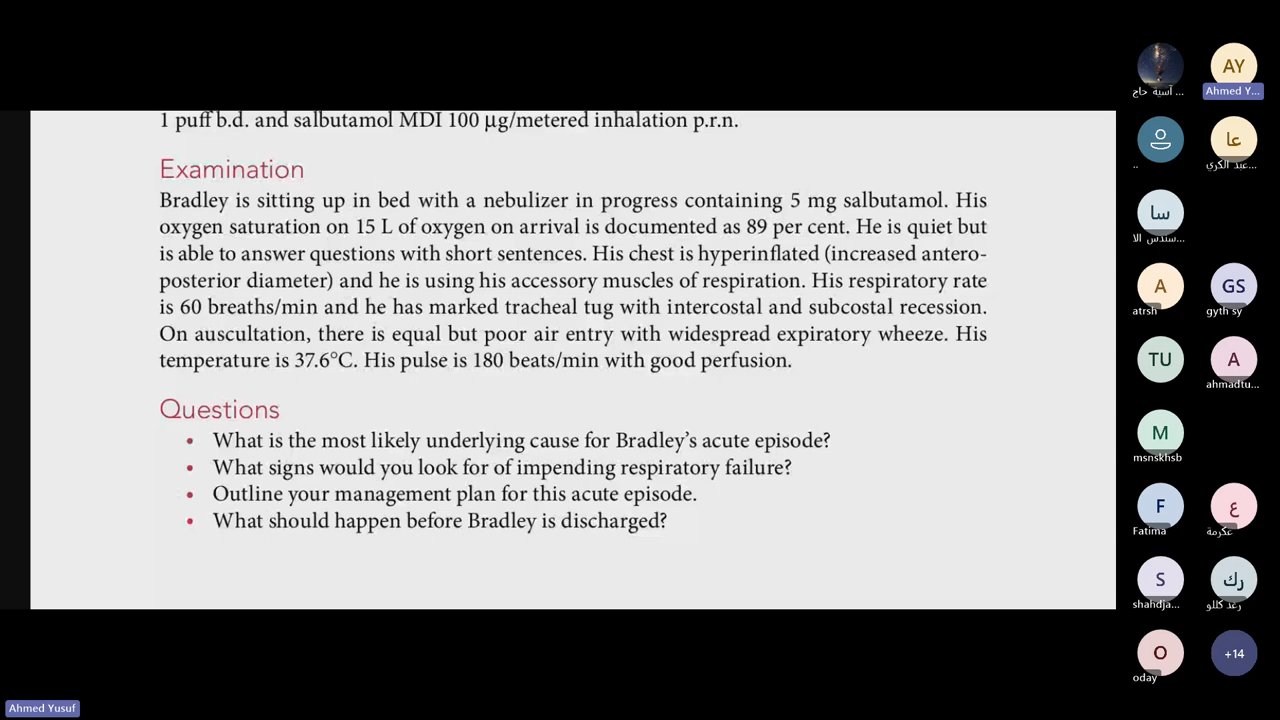 1 puff b.d. and salbutamol MDI 100 μg/metered inhalation p.r.n.
Examination
Bradley is sitting up in bed with a nebulizer in progress containing 5 mg salbutamol. His
oxygen saturation on 15 L of oxygen on arrival is documented as 89 per cent. He is quiet but
is able to answer questions with short sentences. His chest is hyperinflated (increased antero-
posterior diameter) and he is using his accessory muscles of respiration. His respiratory rate
is 60 breaths/min and he has marked tracheal tug with intercostal and subcostal recession.
On auscultation, there is equal but poor air entry with widespread expiratory wheeze. His
temperature is 37.6°C. His pulse is 180 beats/min with good perfusion.
Questions
• What is the most likely underlying cause for Bradley's acute episode?
• What signs would you look for of impending respiratory failure?
• Outline your management plan for this acute episode.
• What should happen before Bradley is discharged?
آسية حاج ...
AY
Ahmed Y...
..
عا
عبد الكري...
سا
A
atrsh
GS
gyth sy
TU
A
ahmadtu...
M
msnskhsb
F
Fatima
ع
عكرمة
S
shahdja...
رك
رغد كللو
O
oday
+14
Ahmed Yusuf